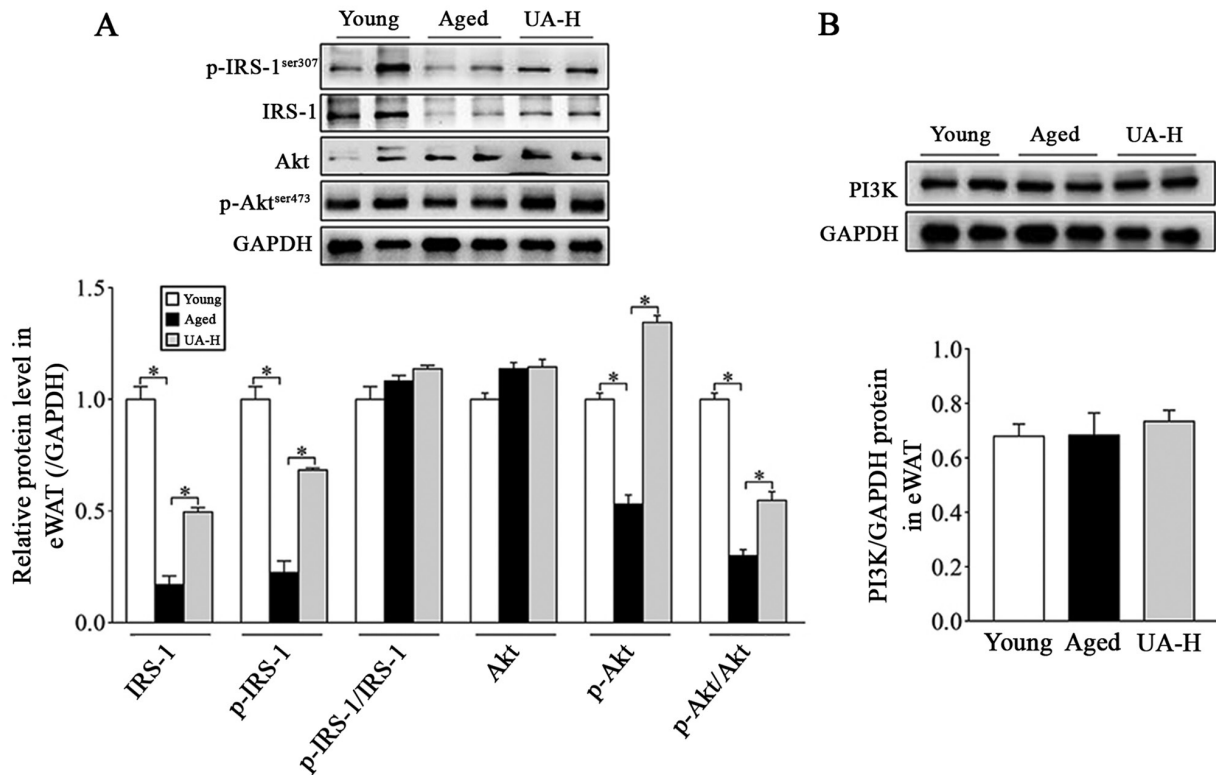 A
Young Aged UA-H
p-IRS-1ser307
IRS-1
Akt
p-Aktser473
GAPDH
Relative protein level in
eWAT (/GAPDH)
1.5
1.0
0.5
0.0
Young
Aged
UA-H
* * * * * * * *
IRS-1
p-IRS-1
p-IRS-1/IRS-1
Akt
p-Akt
p-Akt/Akt
B
Young Aged UA-H
PI3K
GAPDH
PI3K/GAPDH protein
in eWAT
1.0
0.8
0.6
0.4
0.2
0.0
Young Aged UA-H